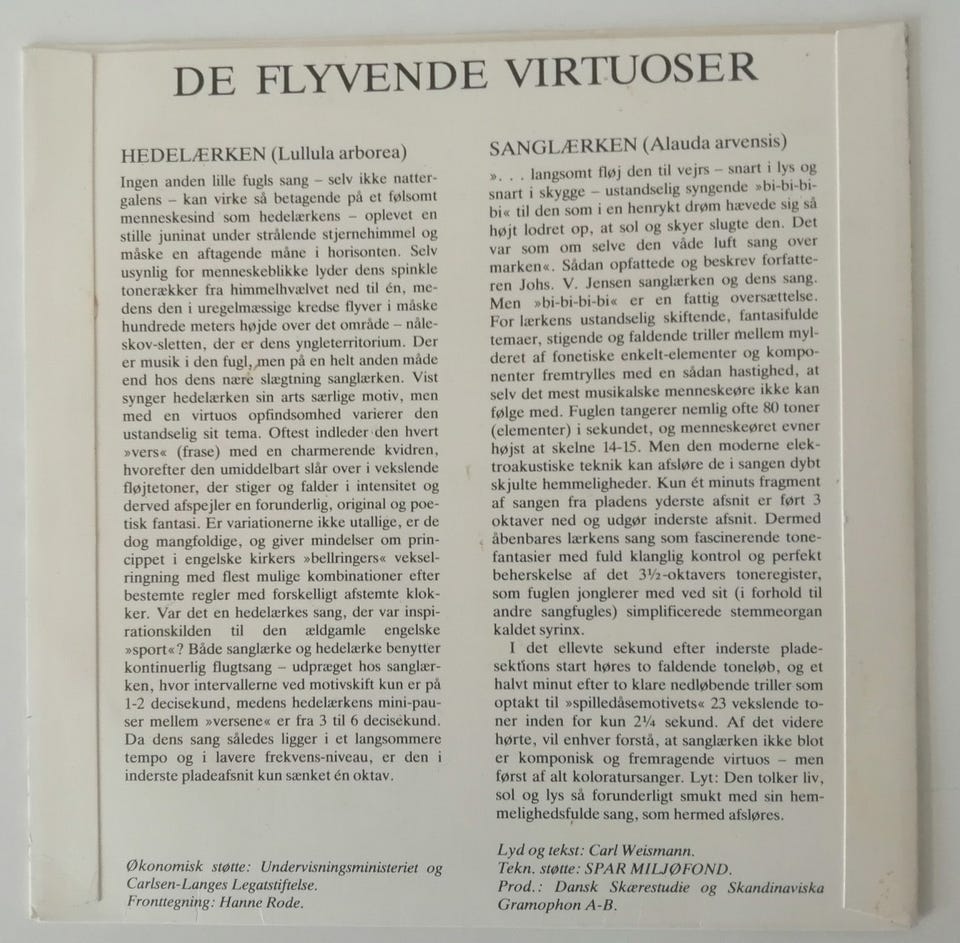 DE FLYVENDE VIRTUOSER
HEDELÆRKEN (Lullula arborea)
Ingen anden lille fugls sang – selv ikke natter-
galens – kan virke så betagende på et følsomt
menneskesind som hedelærkens – oplevet en
stille juninat under strålende stjernehimmel og
måske en aftagende måne i horisonten. Selv
usynlig for menneskeblikke lyder dens spinkle
tonerækker fra himmelhvælvet ned til én, me-
dens den i uregelmæssige kredse flyver i måske
hundrede meters højde over det område – nåle-
skov-sletten, der er dens yngleterritorium. Der
er musik i den fugl, men på en helt anden måde
end hos dens nære slægtning sanglærken. Vist
synger hedelærken sin arts særlige motiv, men
med en virtuos opfindsomhed varierer den
ustandselig sit tema. Oftest indleder den hvert
»vers« (frase) med en charmerende kvidren,
hvorefter den umiddelbart slår over i vekslende
fløjtetoner, der stiger og falder i intensitet og
derved afspejler en forunderlig, original og poe-
tisk fantasi. Er variationerne ikke utallige, er de
dog mangfoldige, og giver mindelser om prin-
cippet i engelske kirkers »bellringers« veksel-
ringning med flest mulige kombinationer efter
bestemte regler med forskelligt afstemte klok-
ker. Var det en hedelærkes sang, der var inspi-
rationskilden til den ældgamle engelske
»sport«? Både sanglærke og hedelærke benytter
kontinuerlig flugtsang – udpræget hos sanglær-
ken, hvor intervallerne ved motivskift kun er på
1-2 decisekund, medens hedelærkens mini-pau-
ser mellem »versene« er fra 3 til 6 decisekund.
Da dens sang således ligger i et langsommere
tempo og i lavere frekvens-niveau, er den i
inderste pladeafsnit kun sænket én oktav.
Økonomisk støtte: Undervisningsministeriet og
Carlsen-Langes Legatstiftelse.
Fronttegning: Hanne Rode.
SANGLÆRKEN (Alauda arvensis)
». . . langsomt fløj den til vejrs – snart i lys og
snart i skygge – ustandselig syngende »bi-bi-bi-
bi« til den som i en henrykt drøm hævede sig så
højt lodret op, at sol og skyer slugte den. Det
var som om selve den våde luft sang over
marken«. Sådan opfattede og beskrev forfatte-
ren Johs. V. Jensen sanglærken og dens sang.
Men »bi-bi-bi-bi« er en fattig oversættelse.
For lærkens ustandselig skiftende, fantasifulde
temaer, stigende og faldende triller mellem myl-
deret af fonetiske enkelt-elementer og kompo-
nenter fremtrylles med en sådan hastighed, at
selv det mest musikalske menneskeøre ikke kan
følge med. Fuglen tangerer nemlig ofte 80 toner
(elementer) i sekundet, og menneskeøret evner
højst at skelne 14-15. Men den moderne elek-
troakustiske teknik kan afsløre de i sangen dybt
skjulte hemmeligheder. Kun ét minuts fragment
af sangen fra pladens yderste afsnit er ført 3
oktaver ned og udgør inderste afsnit. Dermed
åbenbares lærkens sang som fascinerende tone-
fantasier med fuld klanglig kontrol og perfekt
beherskelse af det 3½-oktavers toneregister,
som fuglen jonglerer med ved sit (i forhold til
andre sangfugles) simplificerede stemmeorgan
kaldet syrinx.
I det ellevte sekund efter inderste plade-
sektions start høres to faldende toneløb, og et
halvt minut efter to klare nedløbende triller som
optakt til »spilledåsemotivets« 23 vekslende to-
ner inden for kun 2¼ sekund. Af det videre
hørte, vil enhver forstå, at sanglærken ikke blot
er komponisk og fremragende virtuos – men
først af alt koloratursanger. Lyt: Den tolker liv,
sol og lys så forunderligt smukt med sin hem-
melighedsfulde sang, som hermed afsløres.
Lyd og tekst: Carl Weismann.
Tekn. støtte: SPAR MILJØFOND.
Prod.: Dansk Skærestudie og Skandinaviska
Gramophon A-B.